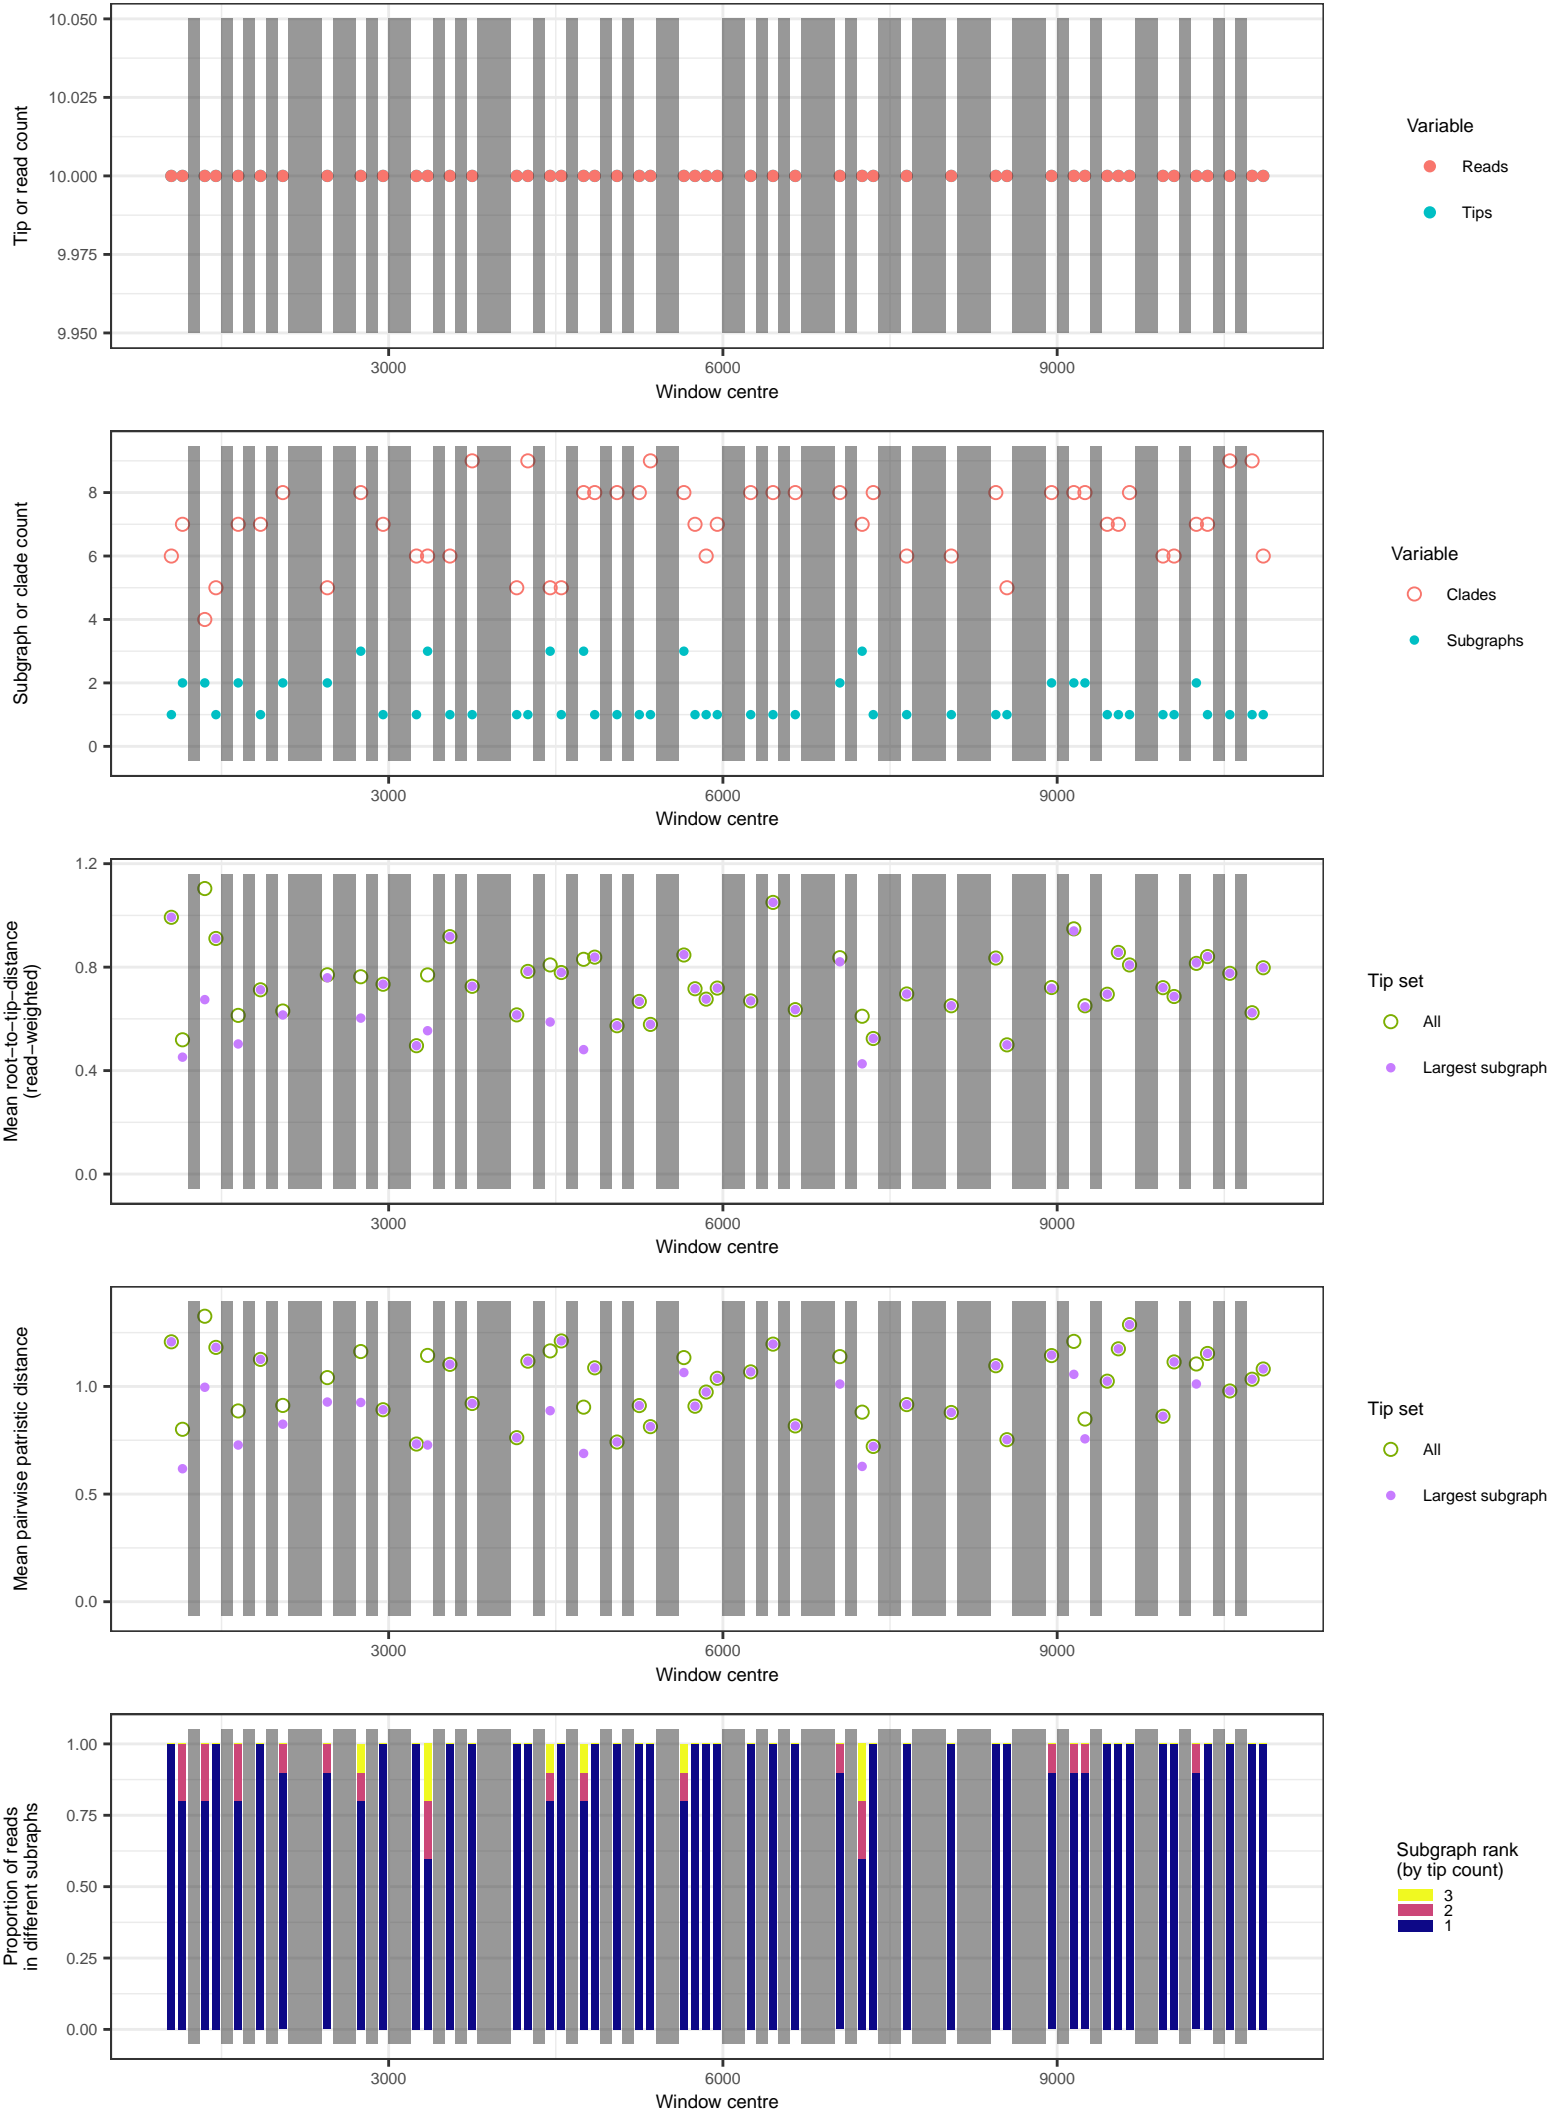 10.050
10.025
10.000
9.975
9.950
Tip or read count
3000 6000 9000
Window centre
Variable
Reads
Tips
8
6
4
2
0
Subgraph or clade count
3000 6000 9000
Window centre
Variable
Clades
Subgraphs
1.2
0.8
0.4
0.0
Mean root−to−tip−distance
(read−weighted)
3000 6000 9000
Window centre
Tip set
All
Largest subgraph
1.0
0.5
0.0
Mean pairwise patristic distance
3000 6000 9000
Window centre
Tip set
All
Largest subgraph
1.00
0.75
0.50
0.25
0.00
Proportion of reads
in different subraphs
3000 6000 9000
Window centre
Subgraph rank
(by tip count)
3
2
1